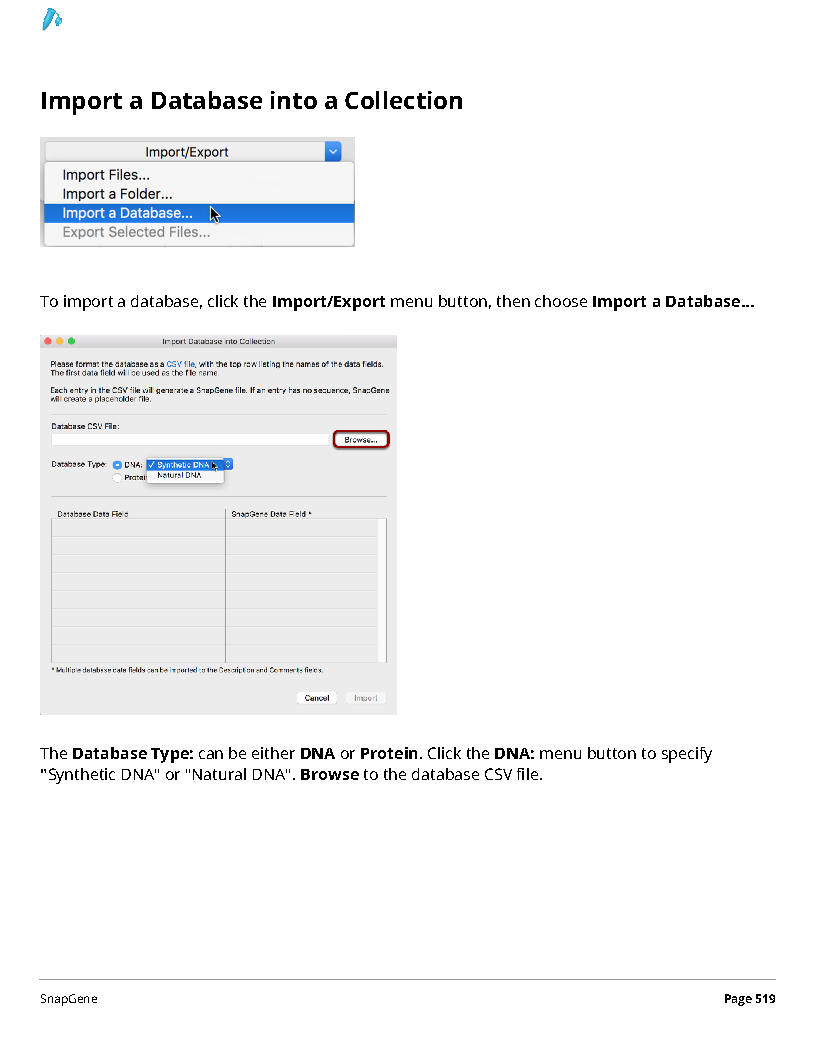 Import a Database into a Collection
Import/Export
Import Files...
Import a Folder...
Import a Database...
Export Selected Files...
To import a database, click the Import/Export menu button, then choose Import a Database...
Import Database into Collection
Please format the database as a CSV file, with the top row listing the names of the data fields.
The first data field will be used as the file name.
Each entry in the CSV file will generate a SnapGene file. If an entry has no sequence, SnapGene
will create a placeholder file.
Database CSV File:
Browse...
Database Type: DNA: ✓ Synthetic DNA
Natural DNA
Protei
Database Data Field SnapGene Data Field *
* Multiple database data fields can be imported to the Description and Comments fields.
Cancel Import
The Database Type: can be either DNA or Protein. Click the DNA: menu button to specify
"Synthetic DNA" or "Natural DNA". Browse to the database CSV file.
SnapGene Page 519